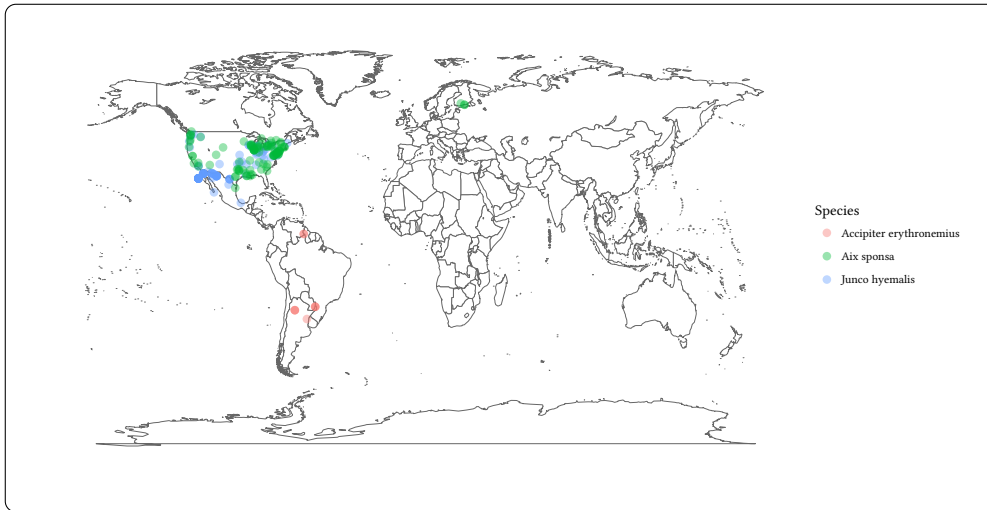 Species
Accipiter erythronemius
Aix sponsa
Junco hyemalis